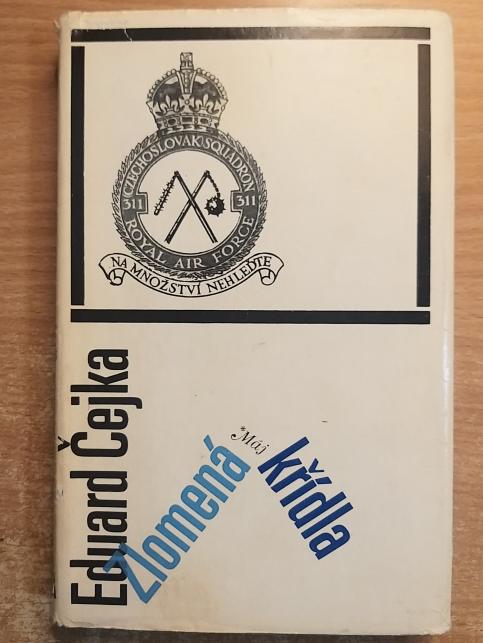 CZECHOSLOVAK SQUADRON
311 311
ROYAL AIR FORCE
NA MNOŽSTVÍ NEHLEĎTE
Eduard Čejka
*Máj
Zlomená
křídla